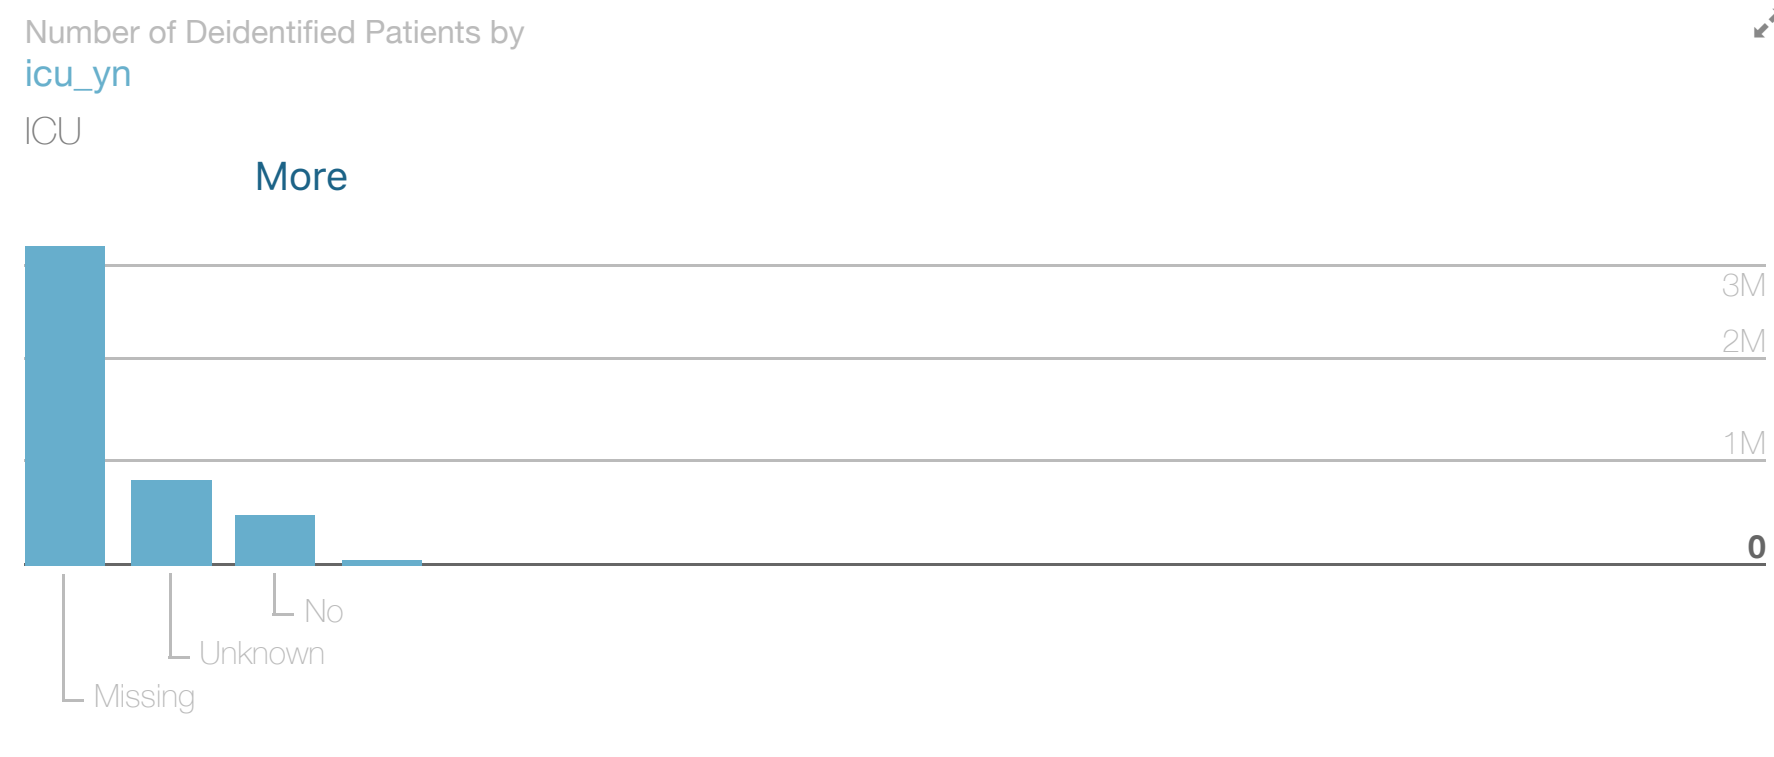 Number of Deidentified Patients by
icu_yn
ICU
More
3M
2M
1M
0
No
Unknown
Missing